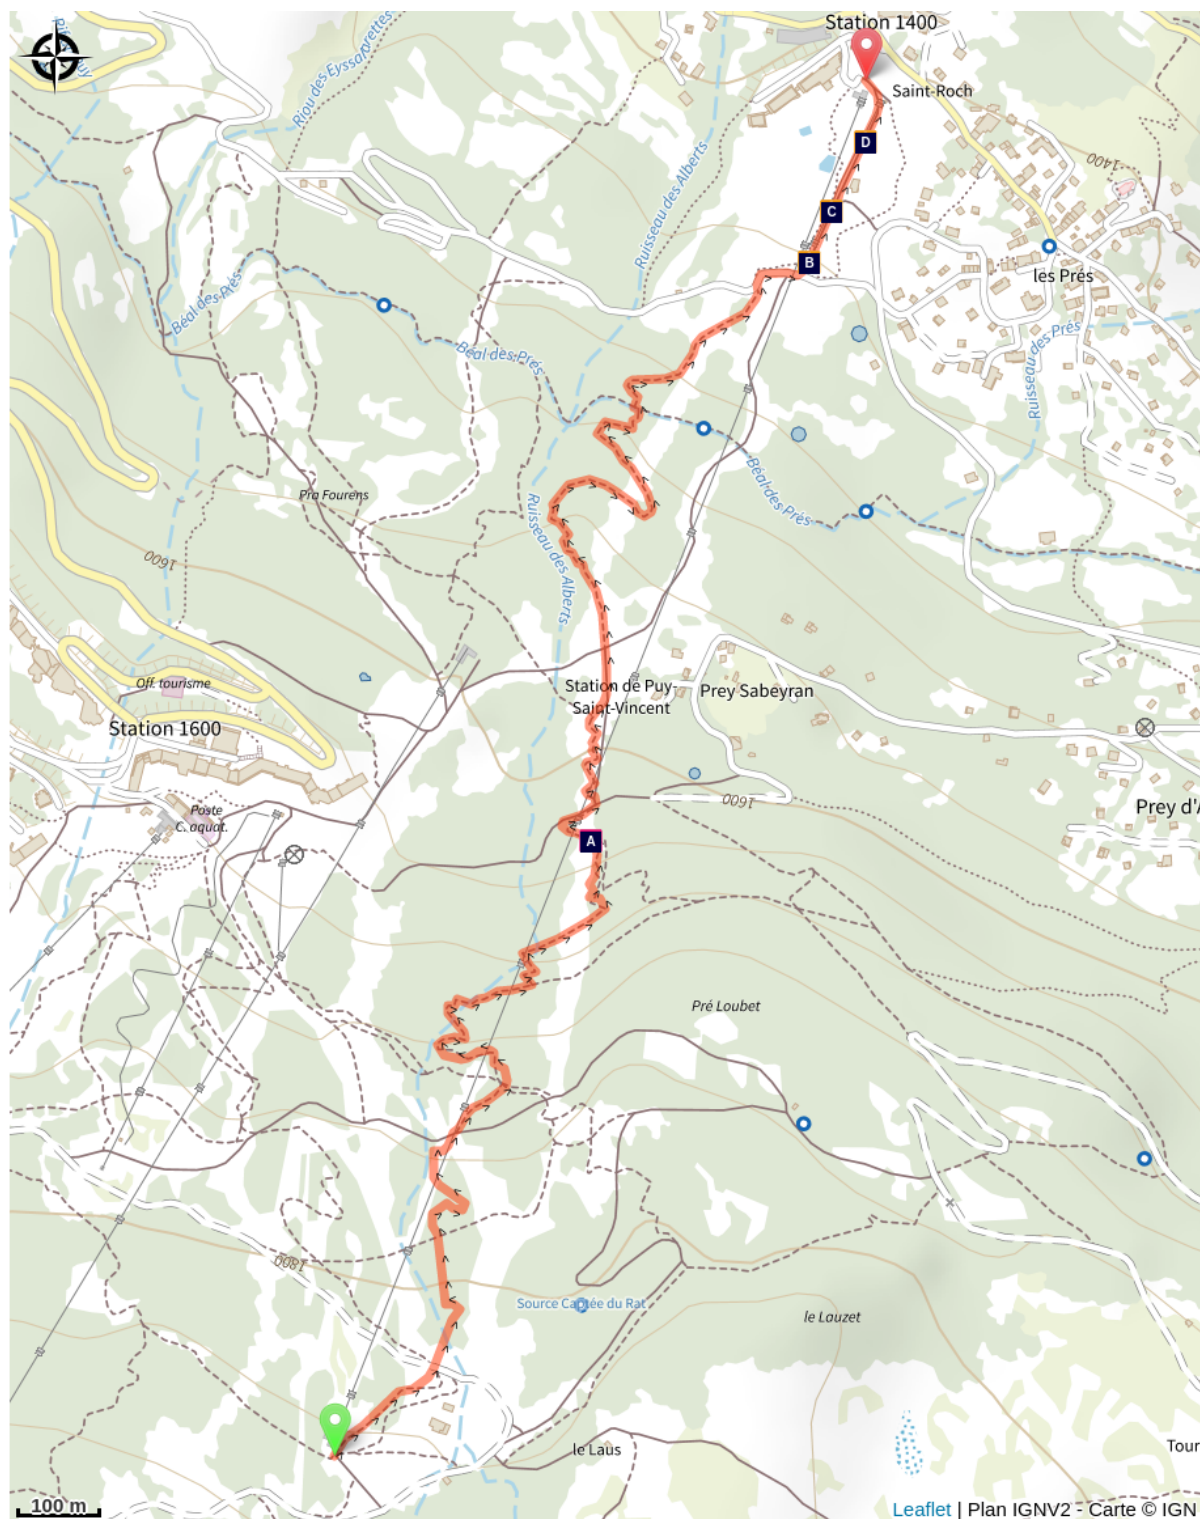 Station 1400
Saint-Roch
Riou des Eyssarettes
Ruisseau des Alberts
1400
D
C
B
les Prés
Béal des Prés
Béal des Prés
Ruisseau des Prés
Béal des Prés
Pra Fourens
Ruisseau des Alberts
1600
Off. tourisme
Station 1600
Station de Puy-
Saint-Vincent
Prey Sabeyran
1600
Poste
C. aquat.
Prey d'A
A
Pré Loubet
1800
Source Captée du Rat
le Lauzet
le Laus
Tour
100 m
Leaflet | Plan IGNV2 - Carte © IGN